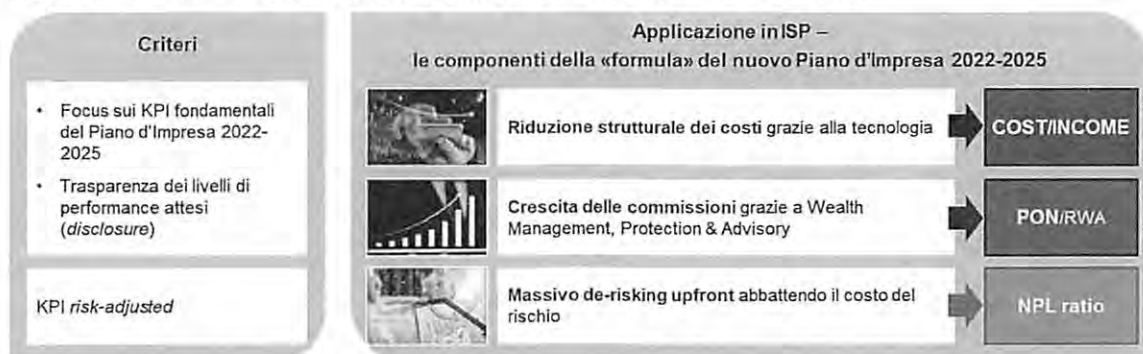 Criteri
• Focus sui KPI fondamentali
del Piano d'Impresa 2022-
2025
• Trasparenza dei livelli di
performance attesi
(disclosure)
KPI risk-adjusted
Applicazione in ISP –
le componenti della «formula» del nuovo Piano d'Impresa 2022-2025
Riduzione strutturale dei costi grazie alla tecnologia
COST/INCOME
Crescita delle commissioni grazie a Wealth
Management, Protection & Advisory
PON/RWA
Massivo de-risking upfront abbattendo il costo del
rischio
NPL ratio